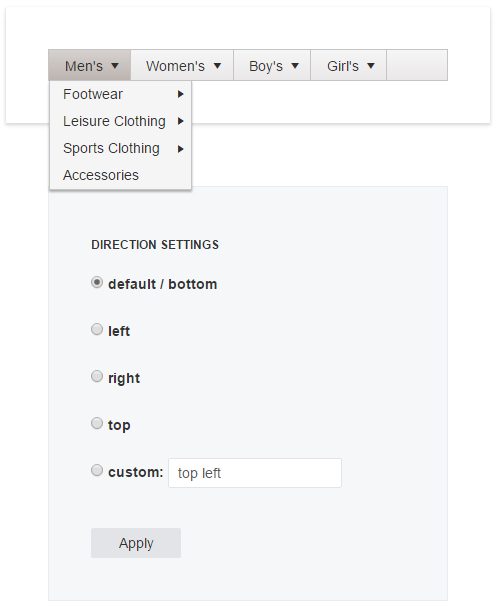 Men's Women's Boy's Girl's
Footwear
Leisure Clothing
Sports Clothing
Accessories
DIRECTION SETTINGS
default / bottom
left
right
top
custom: top left
Apply